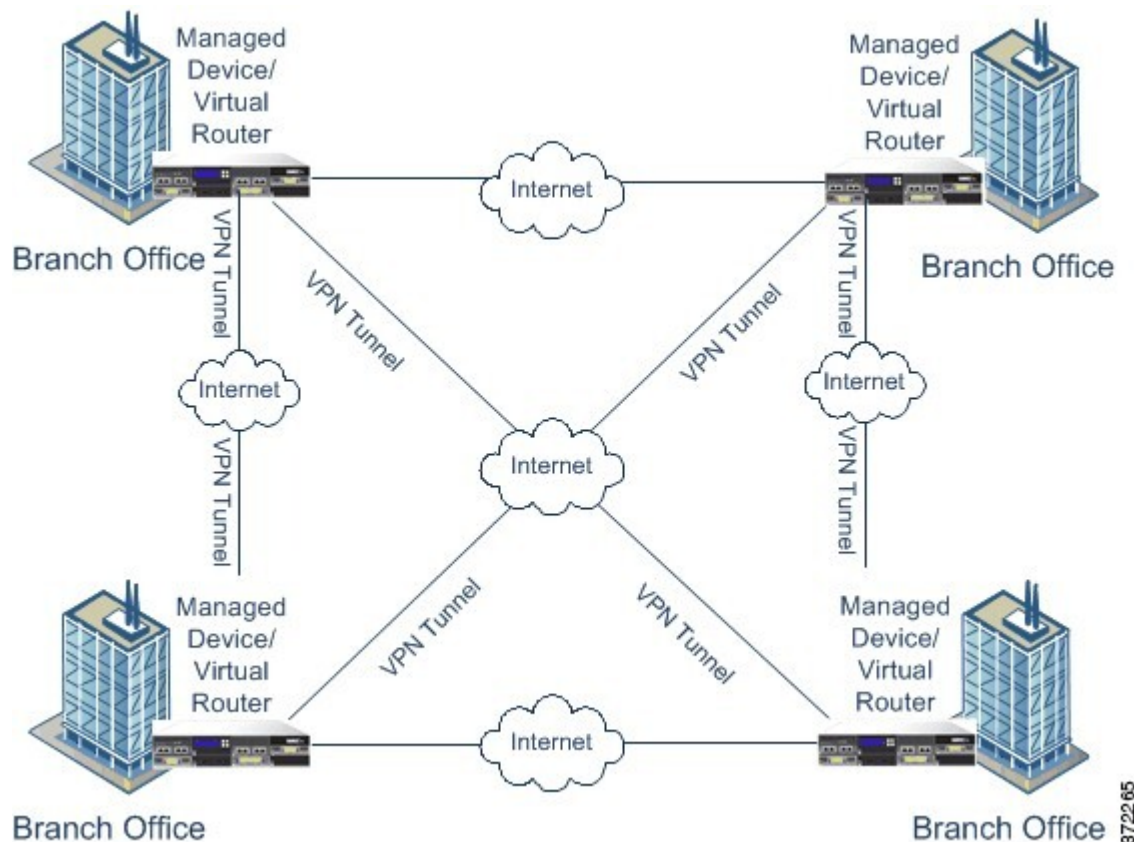 Managed
Device/
Virtual
Router
Managed
Device/
Virtual
Router
Internet
Branch Office
Branch Office
VPN Tunnel
VPN Tunnel
VPN Tunnel
VPN Tunnel
Internet
Internet
VPN Tunnel
VPN Tunnel
Internet
VPN Tunnel
VPN Tunnel
Managed
Device/
Virtual
Router
Managed
Device/
Virtual
Router
Internet
Branch Office
Branch Office
372265